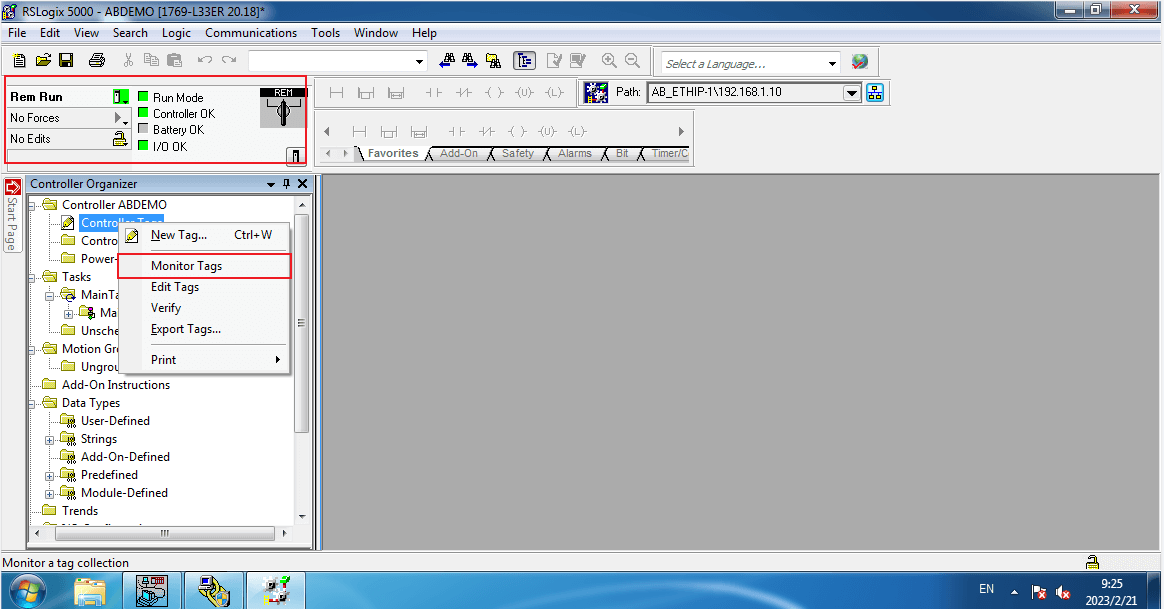 RSLogix 5000 - ABDEMO [1769-L33ER 20.18]*
File Edit View Search Logic Communications Tools Window Help
Select a Language...
Rem Run
No Forces
No Edits
Run Mode
Controller OK
Battery OK
I/O OK
REM
Path: AB_ETHIP-1\192.168.1.10
Favorites Add-On Safety Alarms Bit Timer/C
Start Page
Controller Organizer
Controller ABDEMO
Controller Tags
Contro
Power-
Tasks
MainTa
Ma
Unsche
Motion Gro
Ungrou
Add-On Instructions
Data Types
User-Defined
Strings
Add-On-Defined
Predefined
Module-Defined
Trends
New Tag... Ctrl+W
Monitor Tags
Edit Tags
Verify
Export Tags...
Print
Monitor a tag collection
EN
9:25
2023/2/21